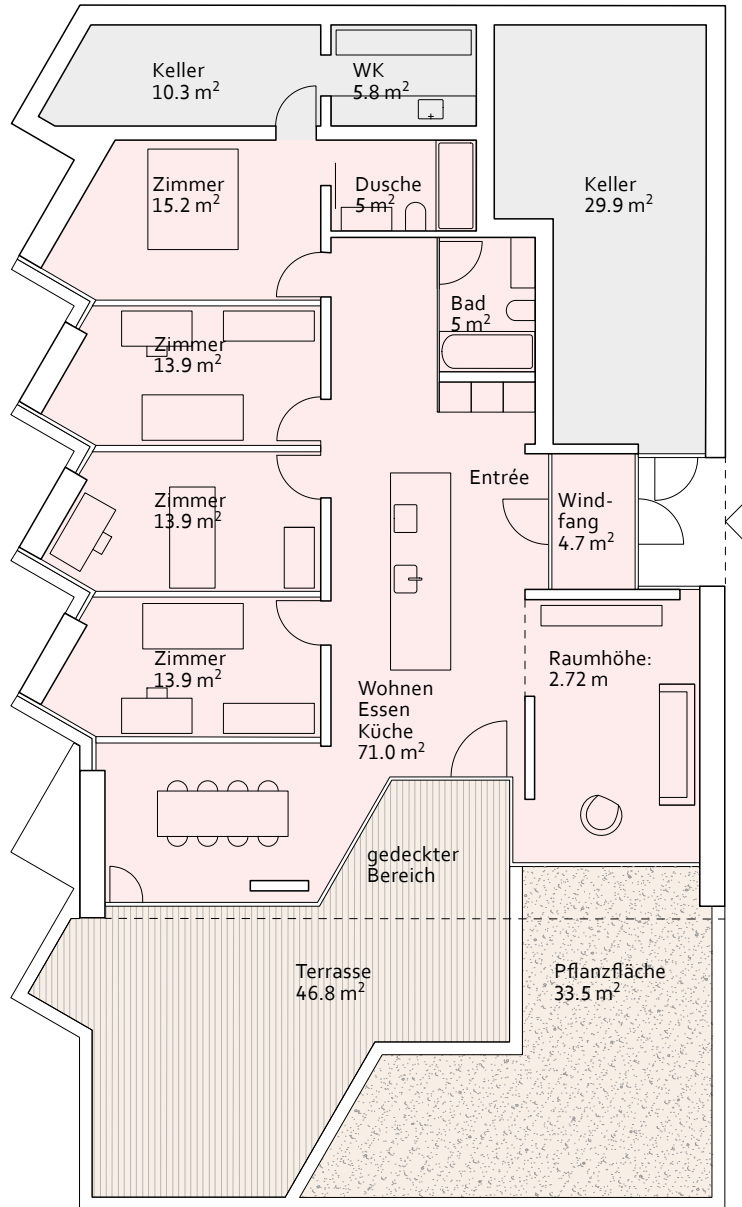 Keller
10.3 m²
WK
5.8 m²
Zimmer
15.2 m²
Dusche
5 m²
Keller
29.9 m²
Bad
5 m²
Zimmer
13.9 m²
Zimmer
13.9 m²
Entrée
Wind-
fang
4.7 m²
Zimmer
13.9 m²
Raumhöhe:
2.72 m
Wohnen
Essen
Küche
71.0 m²
gedeckter
Bereich
Terrasse
46.8 m²
Pflanzfläche
33.5 m²